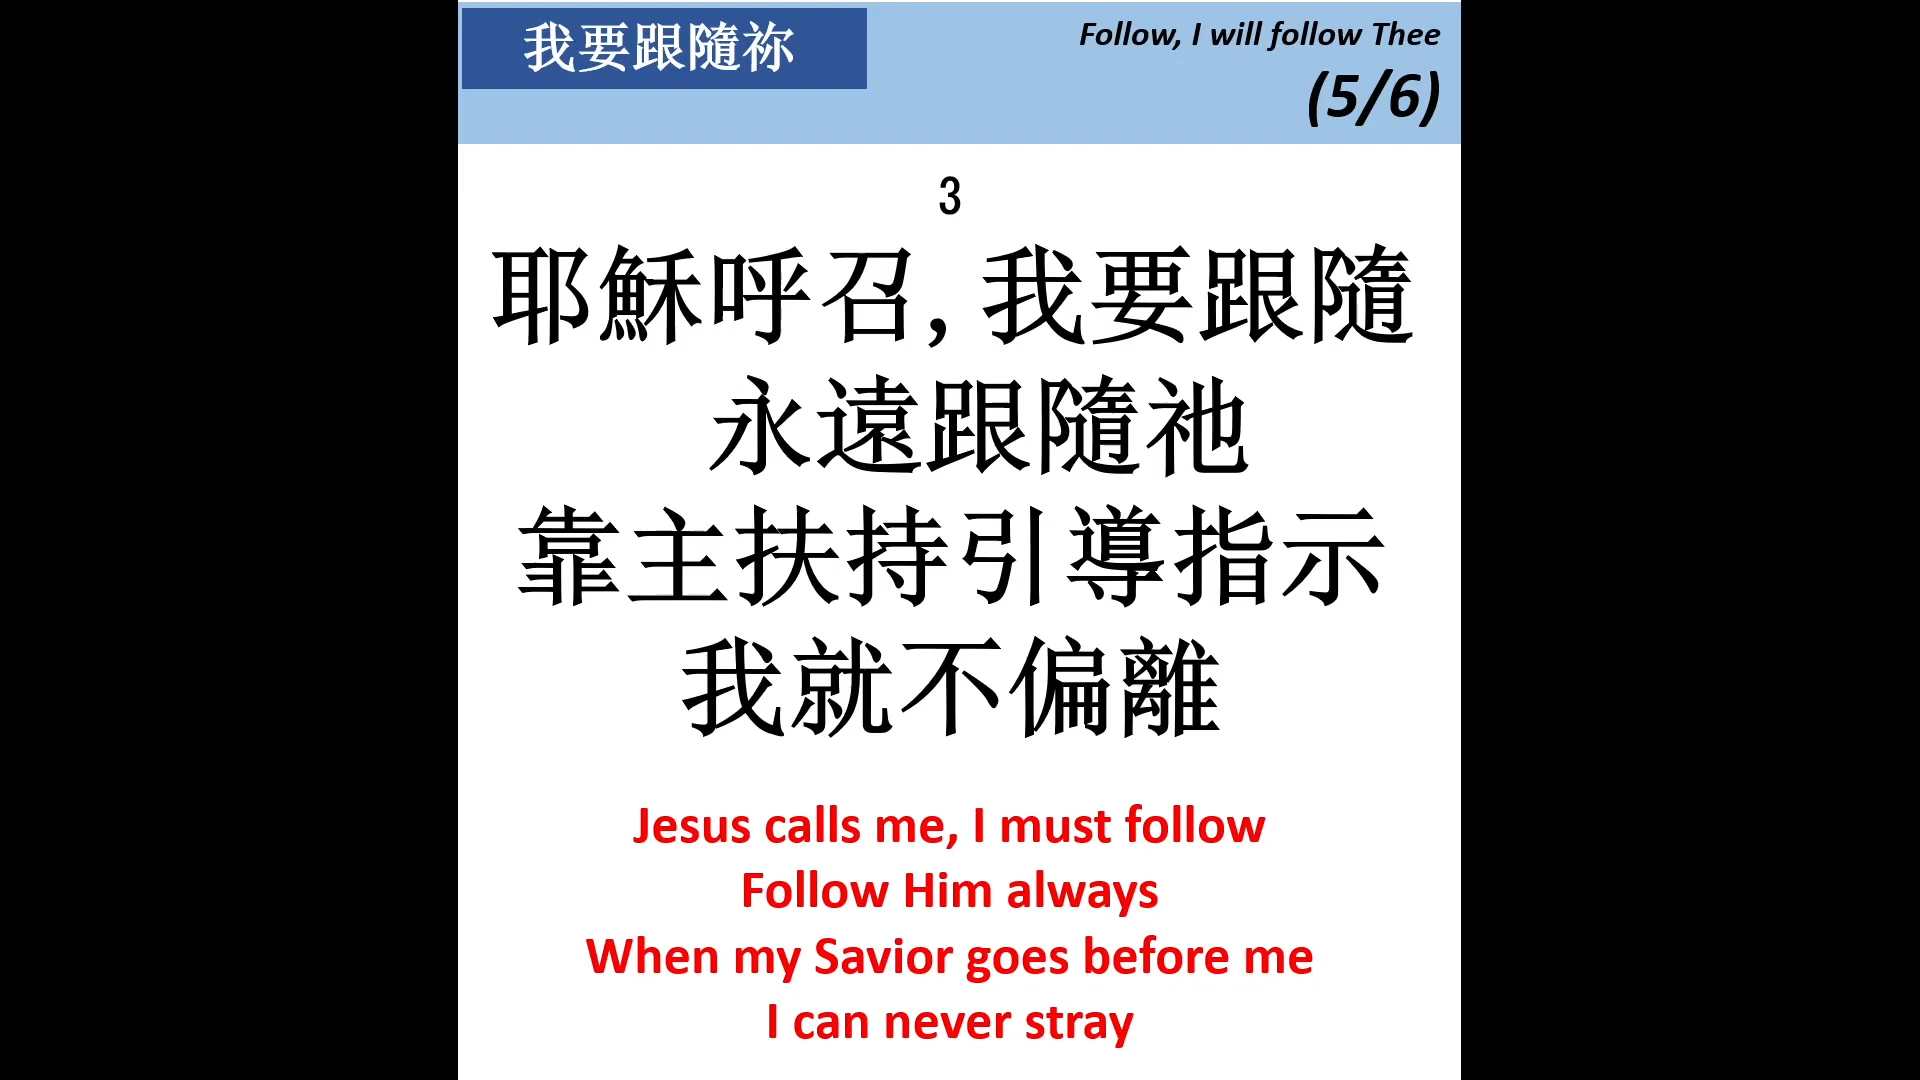 我要跟隨祢
Follow, I will follow Thee
(5/6)
3
耶穌呼召,我要跟隨
永遠跟隨祂
靠主扶持引導指示
我就不偏離
Jesus calls me, I must follow
Follow Him always
When my Savior goes before me
I can never stray